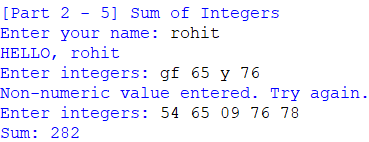 [Part 2 - 5] Sum of Integers
Enter your name: rohit
HELLO, rohit
Enter integers: gf 65 y 76
Non-numeric value entered. Try again.
Enter integers: 54 65 09 76 78
Sum: 282